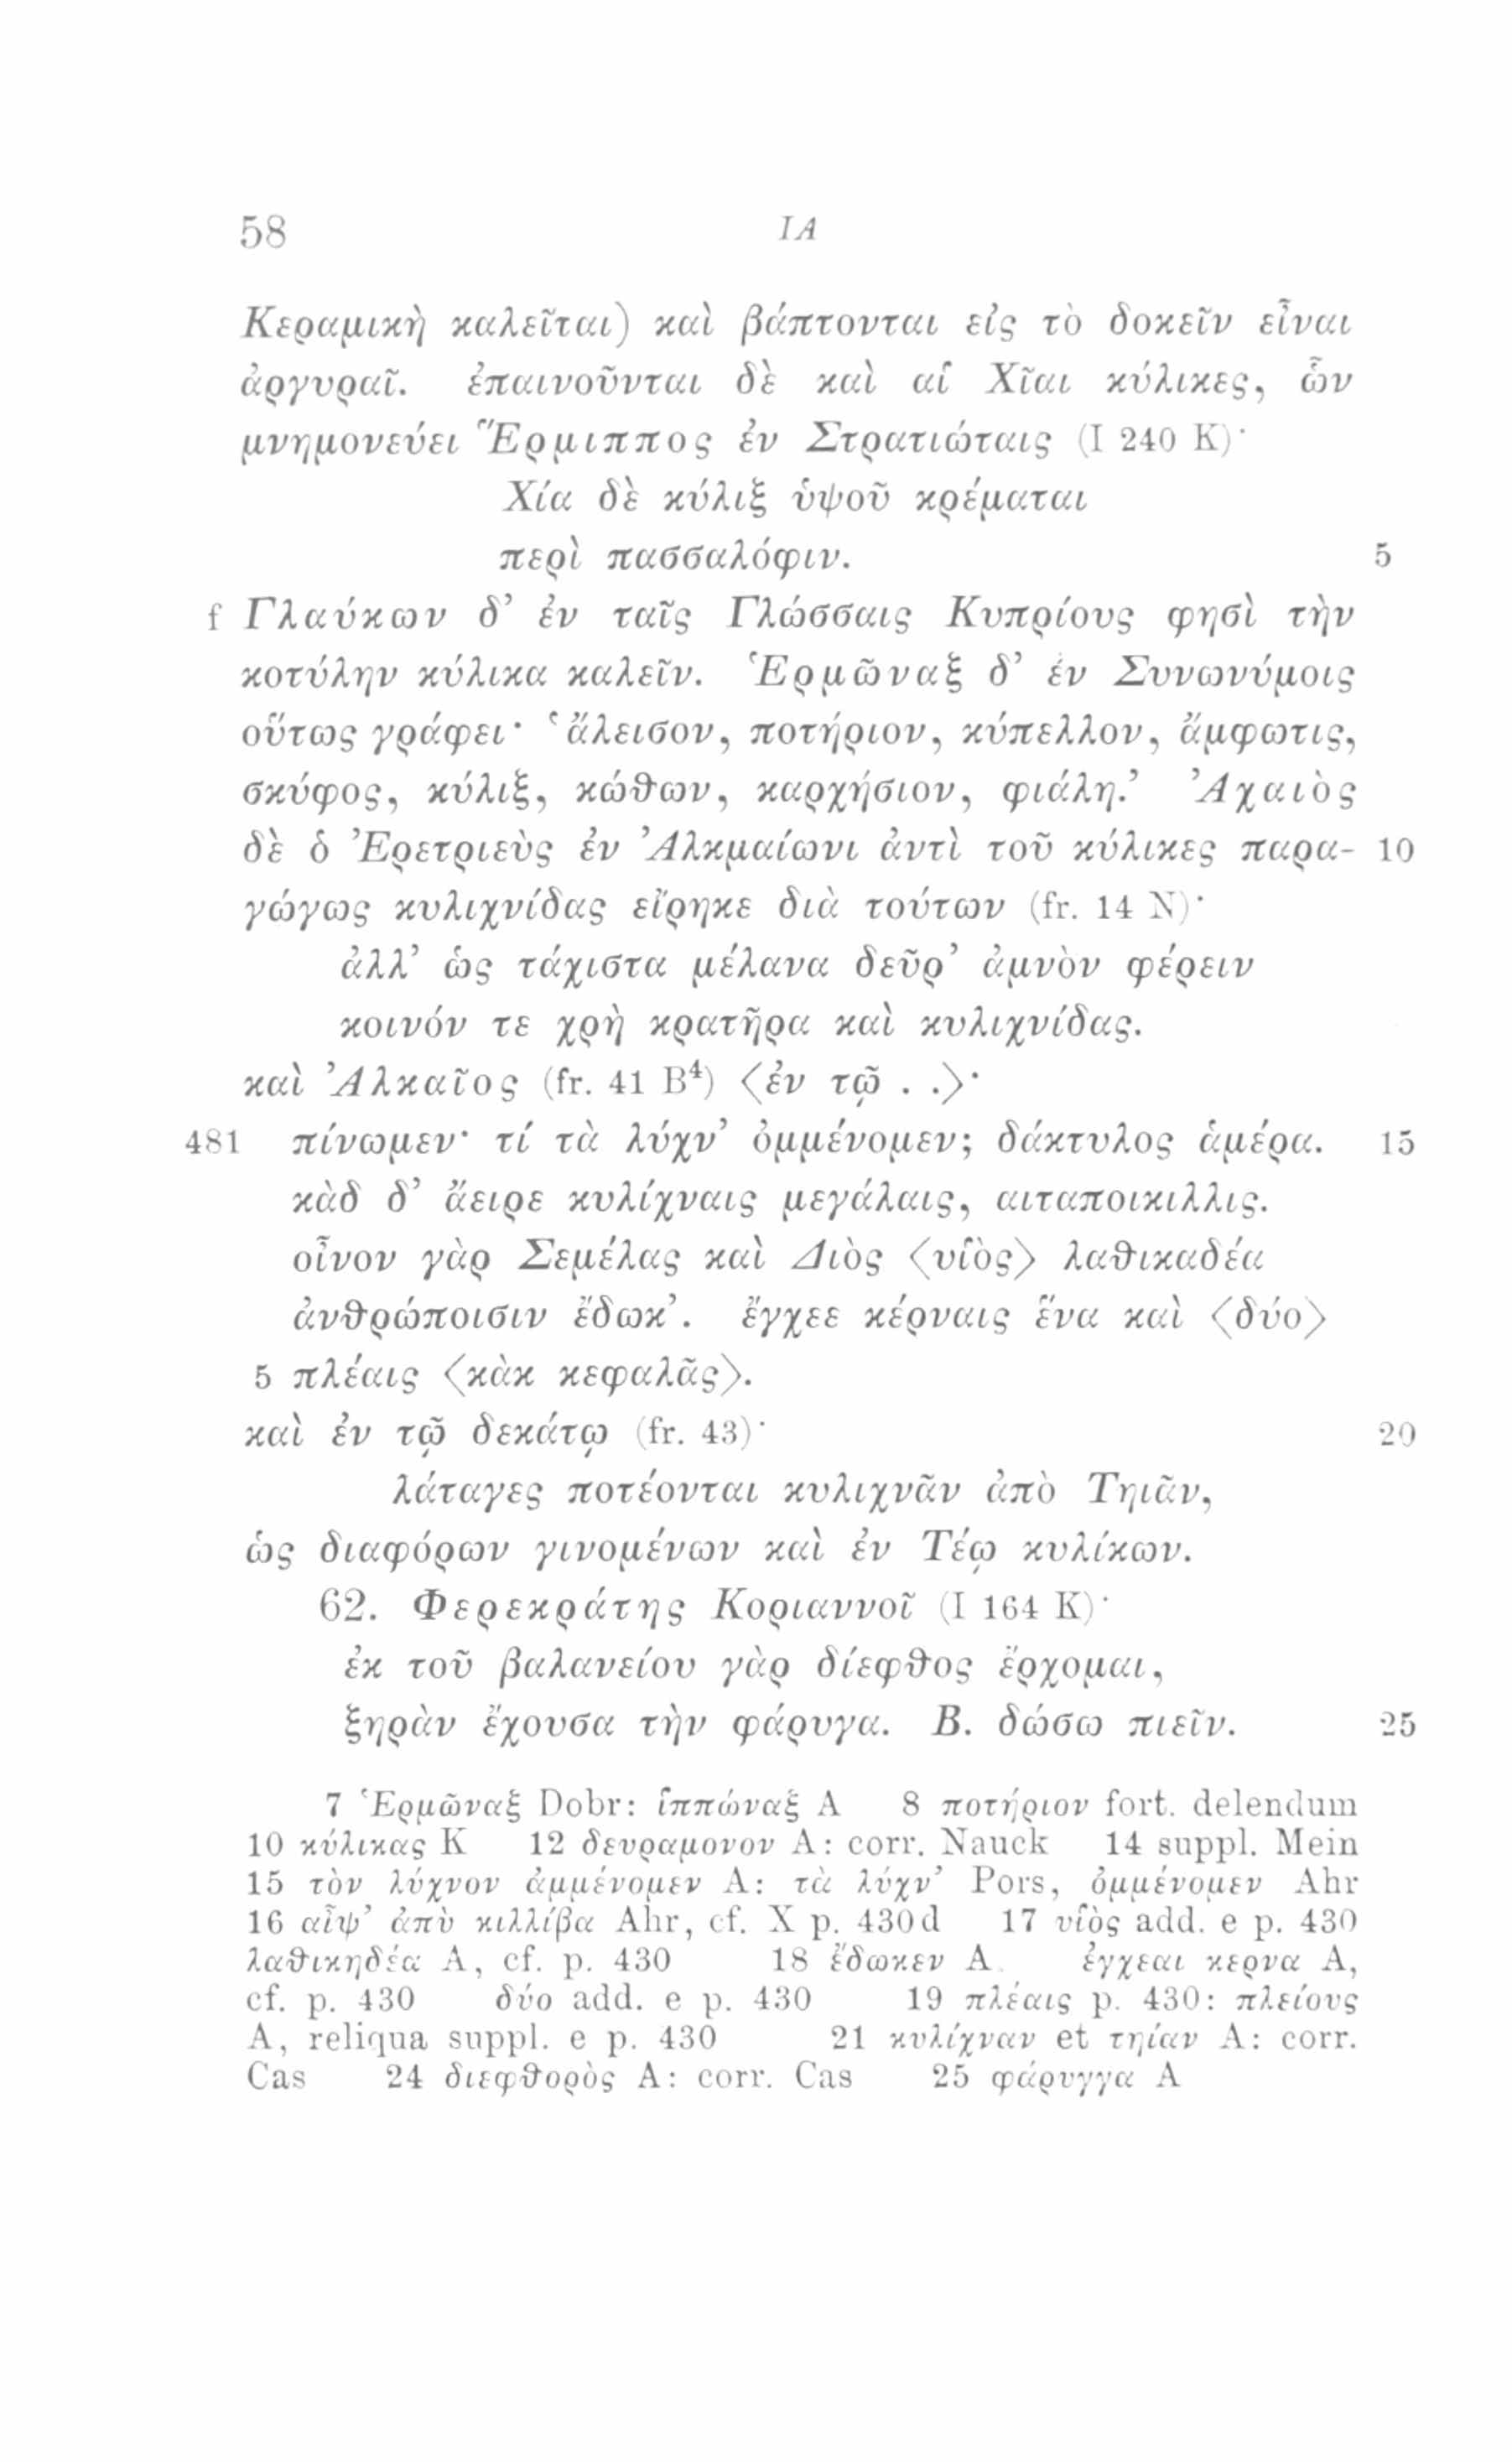 58 ΙΑ
Κεραμικὴ καλεῖται) καὶ βάπτονται εἰς τὸ δοκεῖν εἶναι
ἀργυραῖ. ἐπαινοῦνται δὲ καὶ αἱ Χῖαι κύλικες, ὧν
μνημονεύει Ἕρμιππος ἐν Στρατιώταις (I 240 K)·
Χία δὲ κύλιξ ὑψοῦ κρέμαται
περὶ πασσαλόφιν. 5
f Γλαύκων δ’ ἐν ταῖς Γλώσσαις Κυπρίους φησὶ τὴν
κοτύλην κύλικα καλεῖν. Ἑρμῶναξ δ’ ἐν Συνωνύμοις
οὕτως γράφει· ‘ἄλεισον, ποτήριον, κύπελλον, ἄμφωτις,
σκύφος, κύλιξ, κώθων, καρχήσιον, φιάλη.’ Ἀχαιὸς
δὲ ὁ Ἐρετριεὺς ἐν Ἀλκμαίωνι ἀντὶ τοῦ κύλικες παρα- 10
γώγως κυλιχνίδας εἴρηκε διὰ τούτων (fr. 14 N)·
ἀλλ’ ὡς τάχιστα μέλανα δεῦρ’ ἀμνὸν φέρειν
κοινόν τε χρὴ κρατῆρα καὶ κυλιχνίδας.
καὶ Ἀλκαῖος (fr. 41 B⁴) ⟨ἐν τῷ . .⟩·
481 πίνωμεν· τί τὰ λύχν’ ὀμμένομεν; δάκτυλος ἁμέρα. 15
κὰδ δ’ ἄειρε κυλίχναις μεγάλαις, αιταποικιλλις.
οἶνον γὰρ Σεμέλας καὶ Διὸς ⟨υἱὸς⟩ λαθικαδέα
ἀνθρώποισιν ἔδωκ’. ἔγχεε κέρναις ἕνα καὶ ⟨δύο⟩
5 πλέαις ⟨κὰκ κεφαλᾶς⟩.
καὶ ἐν τῷ δεκάτῳ (fr. 43)· 20
λάταγες ποτέονται κυλιχνᾶν ἀπὸ Τηιᾶν,
ὡς διαφόρων γινομένων καὶ ἐν Τέῳ κυλίκων.
62. Φερεκράτης Κοριαννοῖ (I 164 K)·
ἐκ τοῦ βαλανείου γὰρ δίεφθος ἔρχομαι,
ξηρὰν ἔχουσα τὴν φάρυγα. Β. δώσω πιεῖν. 25
7 Ἑρμῶναξ Dobr: ἱππώναξ A 8 ποτήριον fort. delendum
10 κύλικας K 12 δευραμονον A: corr. Nauck 14 suppl. Mein
15 τὸν λύχνον ἀμμένομεν A: τὰ λύχν’ Pors, ὀμμένομεν Ahr
16 αἶψ’ ἀπὺ κιλλίβα Ahr, cf. X p. 430d 17 υἱὸς add. e p. 430
λαθικηδέα A, cf. p. 430 18 ἔδωκεν A ἐγχεαι κερνα A,
cf. p. 430 δύο add. e p. 430 19 πλέαις p. 430: πλείους
A, reliqua suppl. e p. 430 21 κυλίχναν et τηίαν A: corr.
Cas 24 διεφθορὸς A: corr. Cas 25 φάρυγγα A